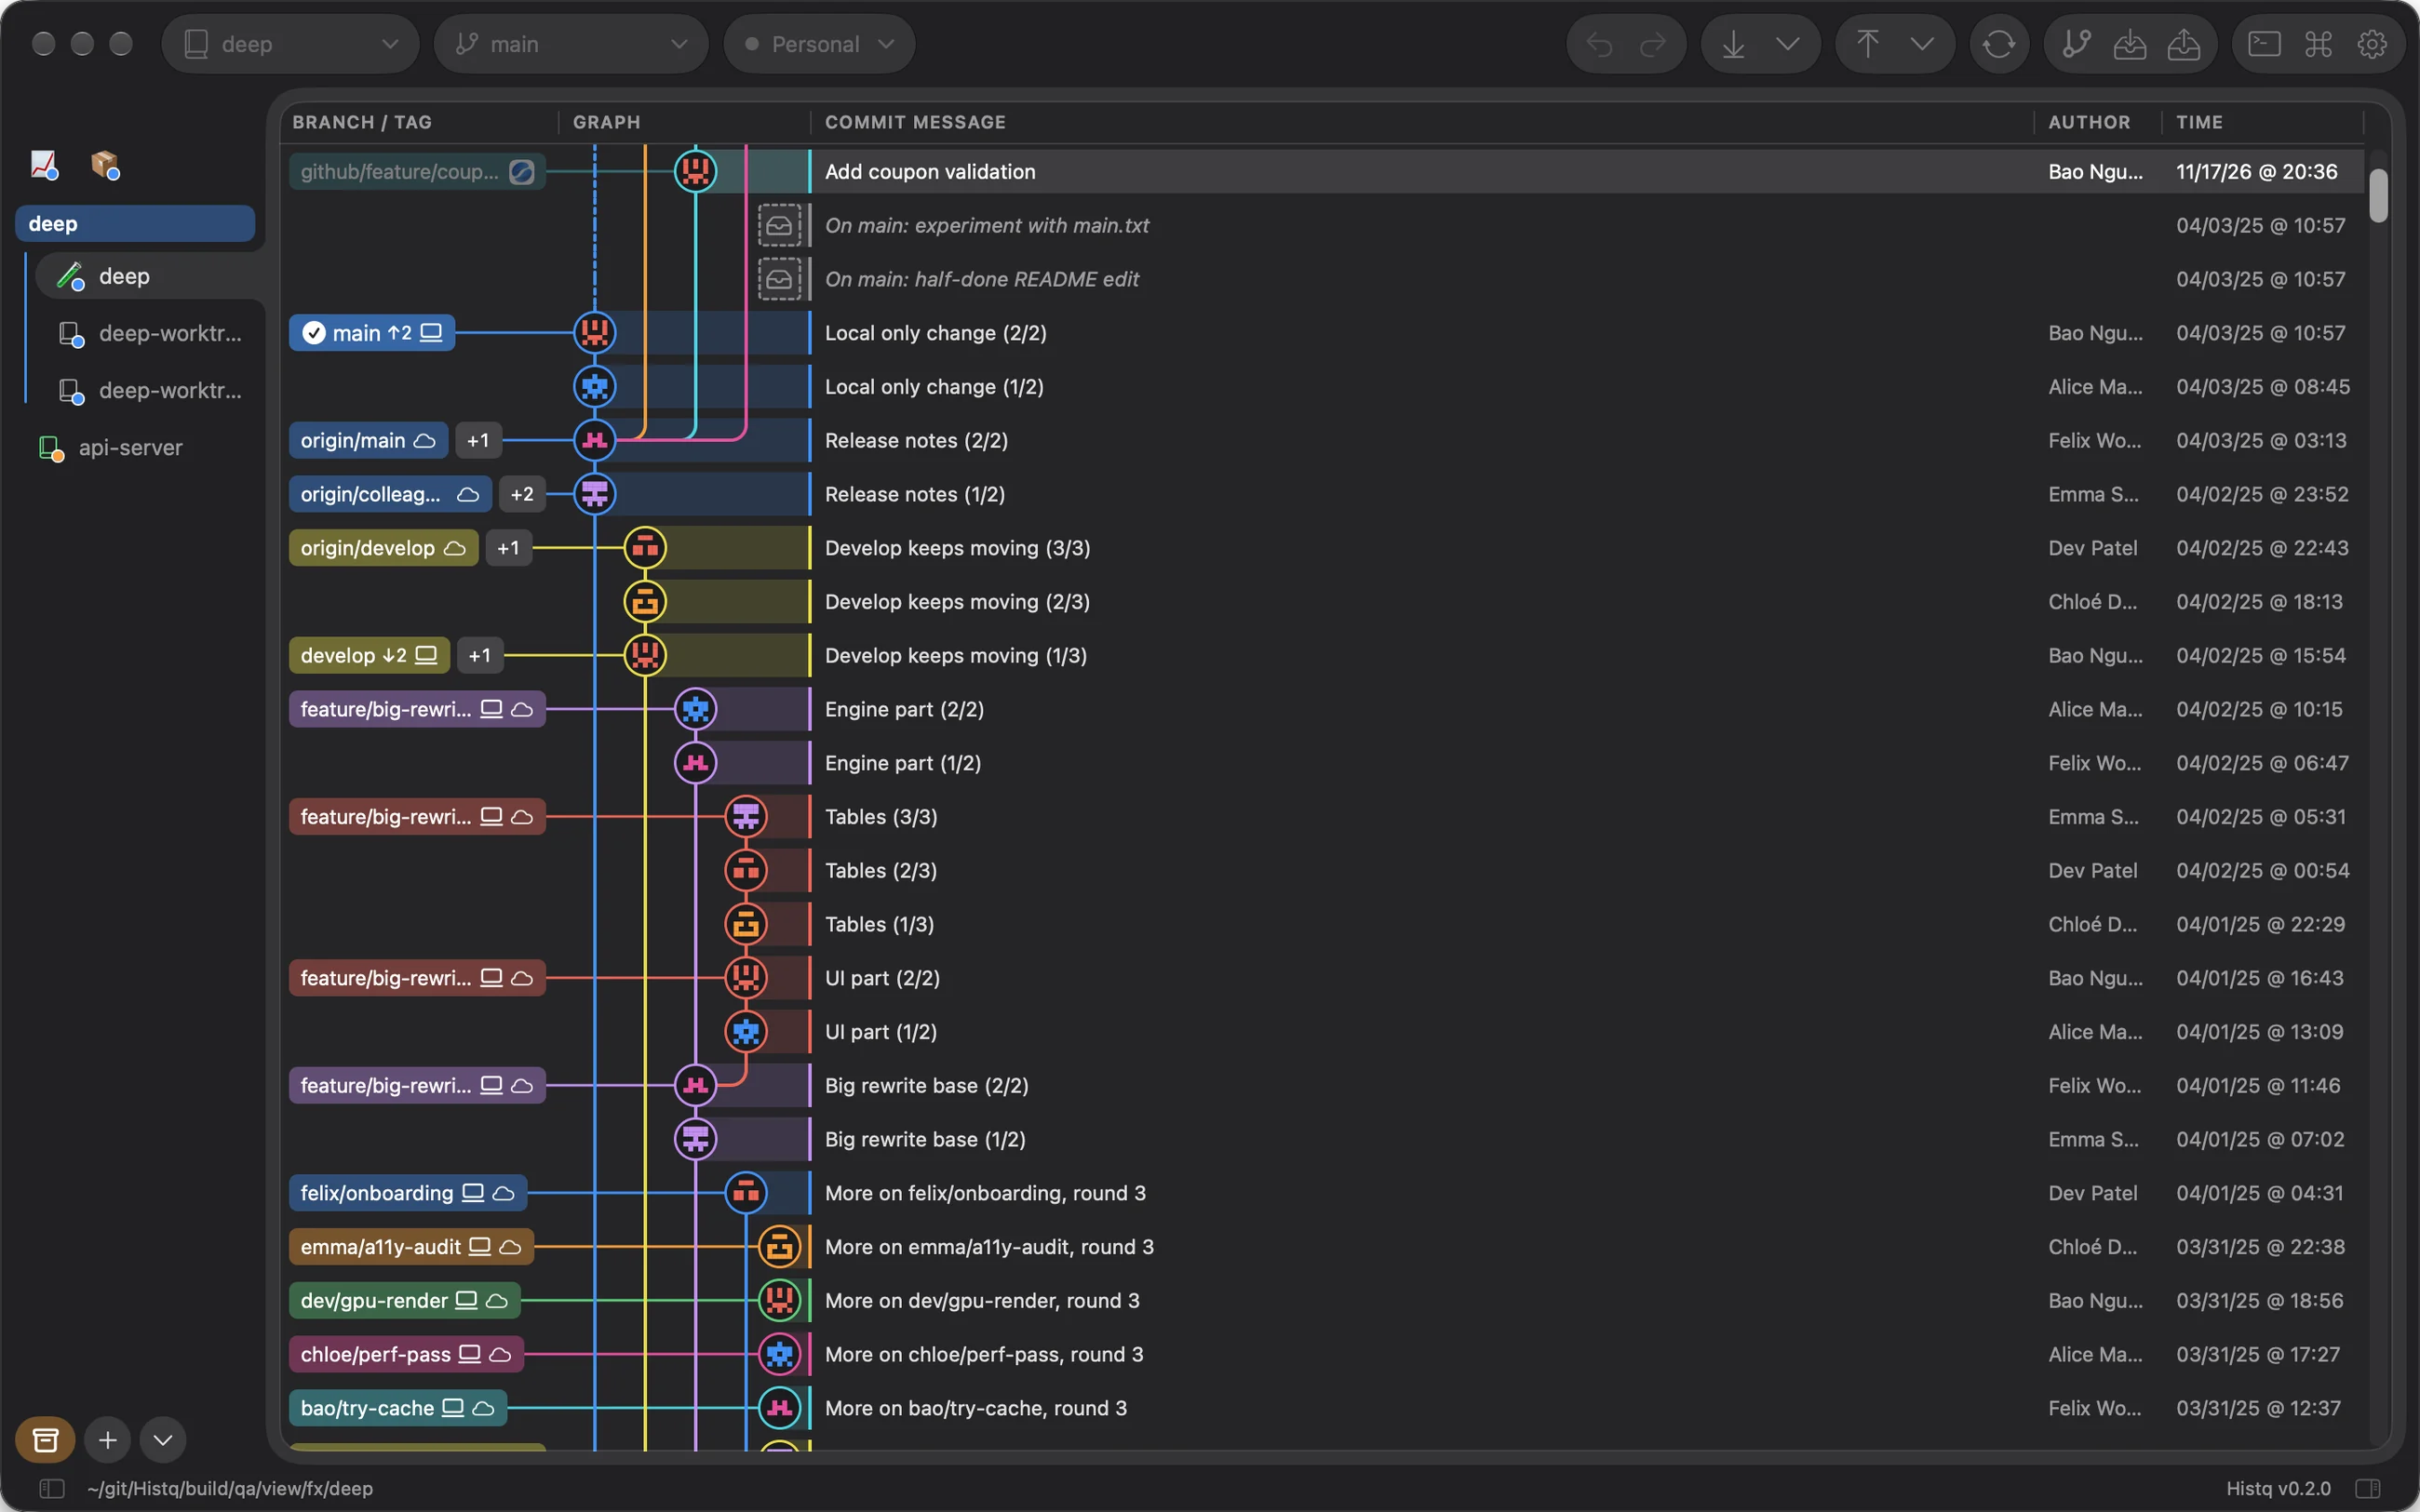 deep main Personal
BRANCH / TAG GRAPH COMMIT MESSAGE AUTHOR TIME
github/feature/coup... Add coupon validation Bao Ngu... 11/17/26 @ 20:36
On main: experiment with main.txt 04/03/25 @ 10:57
deep
deep
On main: half-done README edit 04/03/25 @ 10:57
deep-worktr...
main ↑2 Local only change (2/2) Bao Ngu... 04/03/25 @ 10:57
deep-worktr...
Local only change (1/2) Alice Ma... 04/03/25 @ 08:45
api-server
origin/main +1 Release notes (2/2) Felix Wo... 04/03/25 @ 03:13
origin/colleag... +2 Release notes (1/2) Emma S... 04/02/25 @ 23:52
origin/develop +1 Develop keeps moving (3/3) Dev Patel 04/02/25 @ 22:43
Develop keeps moving (2/3) Chloé D... 04/02/25 @ 18:13
develop ↓2 +1 Develop keeps moving (1/3) Bao Ngu... 04/02/25 @ 15:54
feature/big-rewri... Engine part (2/2) Alice Ma... 04/02/25 @ 10:15
Engine part (1/2) Felix Wo... 04/02/25 @ 06:47
feature/big-rewri... Tables (3/3) Emma S... 04/02/25 @ 05:31
Tables (2/3) Dev Patel 04/02/25 @ 00:54
Tables (1/3) Chloé D... 04/01/25 @ 22:29
feature/big-rewri... UI part (2/2) Bao Ngu... 04/01/25 @ 16:43
UI part (1/2) Alice Ma... 04/01/25 @ 13:09
feature/big-rewri... Big rewrite base (2/2) Felix Wo... 04/01/25 @ 11:46
Big rewrite base (1/2) Emma S... 04/01/25 @ 07:02
felix/onboarding More on felix/onboarding, round 3 Dev Patel 04/01/25 @ 04:31
emma/a11y-audit More on emma/a11y-audit, round 3 Chloé D... 03/31/25 @ 22:38
dev/gpu-render More on dev/gpu-render, round 3 Bao Ngu... 03/31/25 @ 18:56
chloe/perf-pass More on chloe/perf-pass, round 3 Alice Ma... 03/31/25 @ 17:27
bao/try-cache More on bao/try-cache, round 3 Felix Wo... 03/31/25 @ 12:37
~/git/Histq/build/qa/view/fx/deep Histq v0.2.0